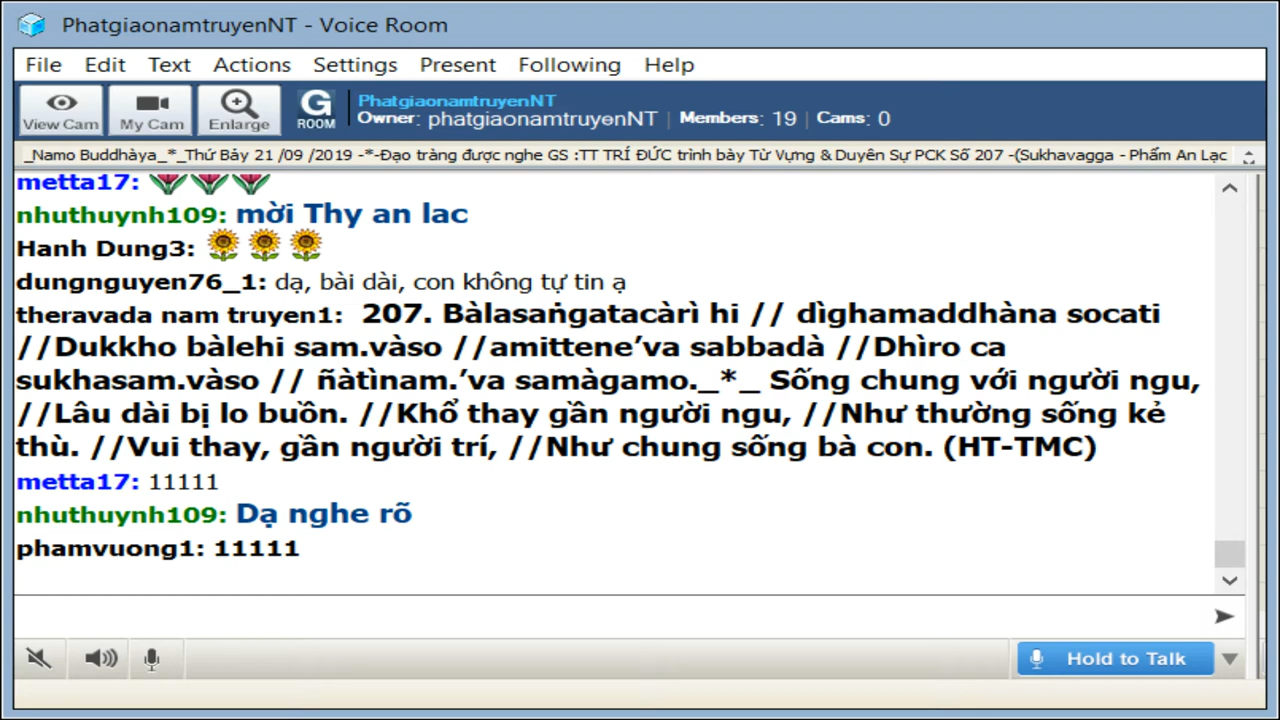 PhatgiaonamtruyenNT - Voice Room
File Edit Text Actions Settings Present Following Help
View Cam My Cam Enlarge G ROOM PhatgiaonamtruyenNT
Owner: phatgiaonamtruyenNT | Members: 19 | Cams: 0
_Namo Buddhàya_*_Thứ Bảy 21 /09 /2019 -*-Đạo tràng được nghe GS :TT TRÍ ĐỨC trình bày Từ Vựng & Duyên Sự PCK Số 207 -(Sukhavagga - Phẩm An Lạc
metta17:
nhuthuynh109: mời Thy an lac
Hanh Dung3:
dungnguyen76_1: dạ, bài dài, con không tự tin ạ
theravada nam truyen1: 207. Bàlasaṅgatacàrì hi // dìghamaddhàna socati
//Dukkho bàlehi sam.vàso //amittene’va sabbadà //Dhìro ca
sukhasam.vàso // ñàtìnam.’va samàgamo._*_ Sống chung với người ngu,
//Lâu dài bị lo buồn. //Khổ thay gần người ngu, //Như thường sống kẻ
thù. //Vui thay, gần người trí, //Như chung sống bà con. (HT-TMC)
metta17: 11111
nhuthuynh109: Dạ nghe rõ
phamvuong1: 11111
Hold to Talk